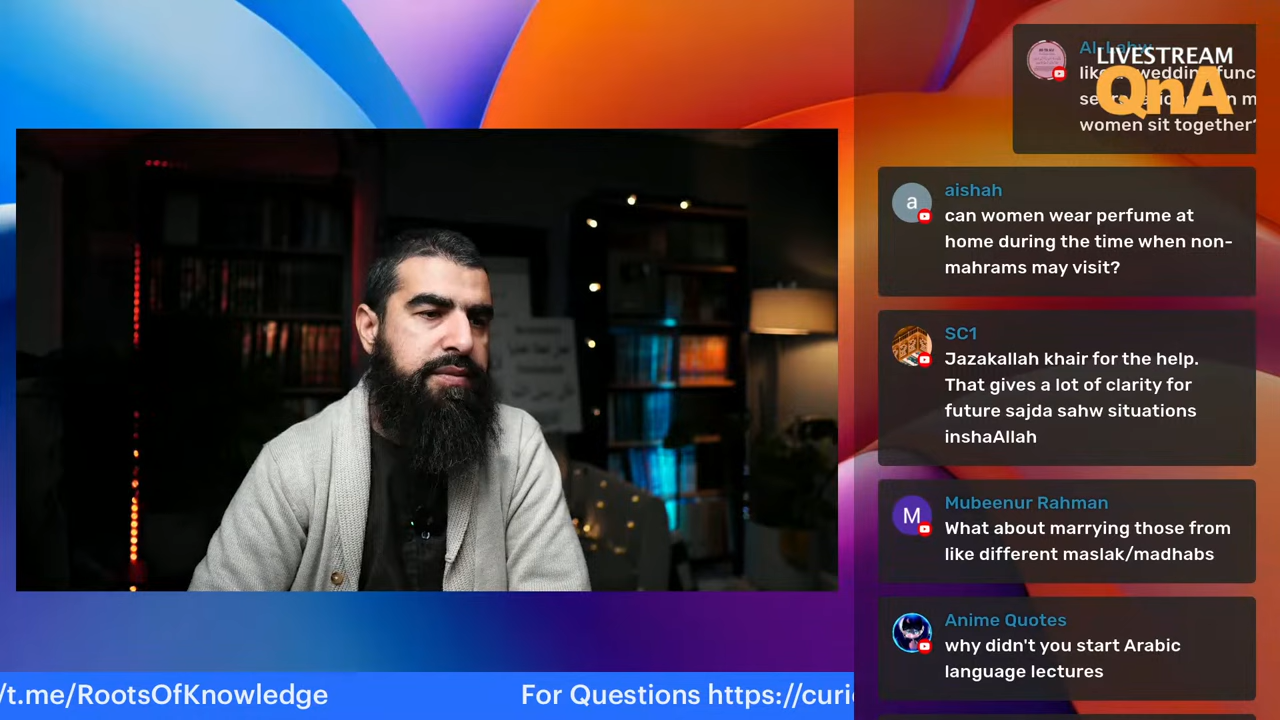 LIVESTREAM
QnA
women sit together?
aishah
can women wear perfume at
home during the time when non-
mahrams may visit?
SC1
Jazakallah khair for the help.
That gives a lot of clarity for
future sajda sahw situations
inshaAllah
Mubeenur Rahman
What about marrying those from
like different maslak/madhabs
Anime Quotes
why didn't you start Arabic
language lectures
a
M
/t.me/RootsOfKnowledge
For Questions https://curi